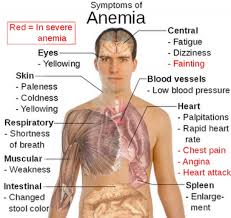 Symptoms of
Anemia
Red = In severe
anemia
Central
- Fatigue
- Dizziness
- Fainting
Eyes
- Yellowing
Skin
- Paleness
- Coldness
- Yellowing
Respiratory
- Shortness
of breath
Muscular
- Weakness
Intestinal
- Changed
stool color
Blood vessels
- Low blood pressure
Heart
- Palpitations
- Rapid heart
rate
- Chest pain
- Angina
- Heart attack
Spleen
- Enlarge-
ment